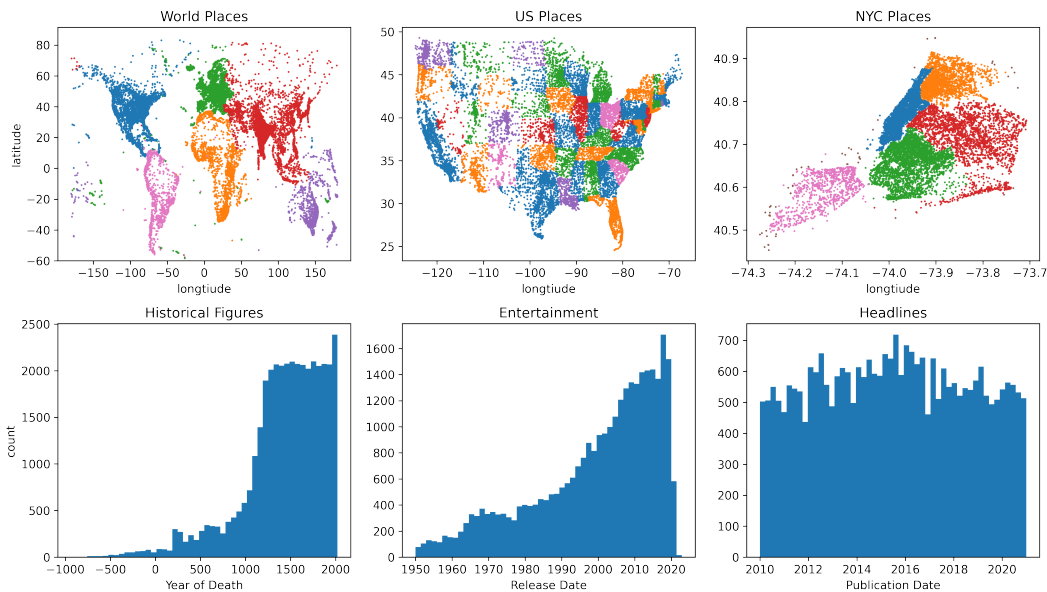 World Places
US Places
NYC Places
latitude
80
60
40
20
0
−20
−40
−60
−150 −100 −50 0 50 100 150
longtiude
50
45
40
35
30
25
−120 −110 −100 −90 −80 −70
longtiude
40.9
40.8
40.7
40.6
40.5
−74.3 −74.2 −74.1 −74.0 −73.9 −73.8 −73.7
longtiude
Historical Figures
Entertainment
Headlines
count
2500
2000
1500
1000
500
0
−1000 −500 0 500 1000 1500 2000
Year of Death
1600
1400
1200
1000
800
600
400
200
0
1950 1960 1970 1980 1990 2000 2010 2020
Release Date
700
600
500
400
300
200
100
0
2010 2012 2014 2016 2018 2020
Publication Date